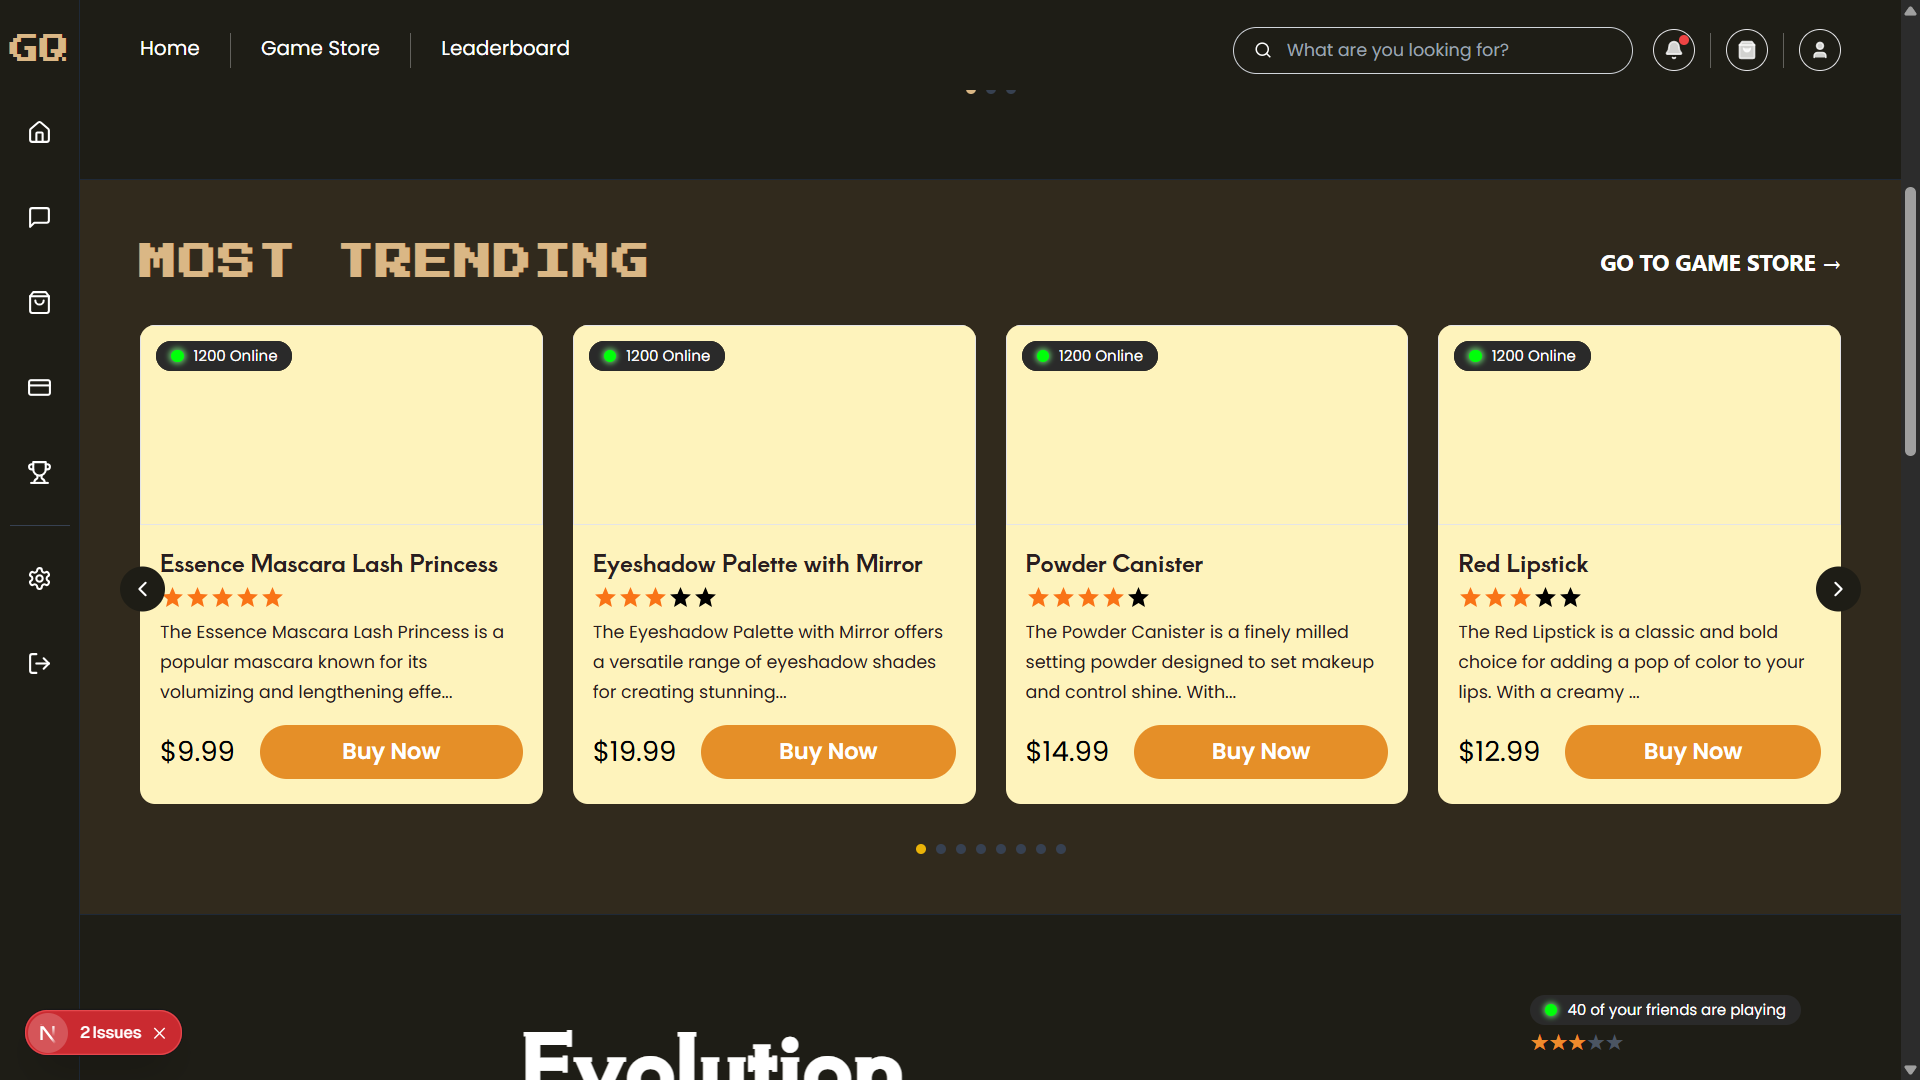 GQ
Home
Game Store
Leaderboard
What are you looking for?
MOST TRENDING
GO TO GAME STORE →
1200 Online
Essence Mascara Lash Princess
The Essence Mascara Lash Princess is a
popular mascara known for its
volumizing and lengthening effe...
$9.99
Buy Now
1200 Online
Eyeshadow Palette with Mirror
The Eyeshadow Palette with Mirror offers
a versatile range of eyeshadow shades
for creating stunning...
$19.99
Buy Now
1200 Online
Powder Canister
The Powder Canister is a finely milled
setting powder designed to set makeup
and control shine. With...
$14.99
Buy Now
1200 Online
Red Lipstick
The Red Lipstick is a classic and bold
choice for adding a pop of color to your
lips. With a creamy ...
$12.99
Buy Now
40 of your friends are playing
Evolution
N 2 Issues